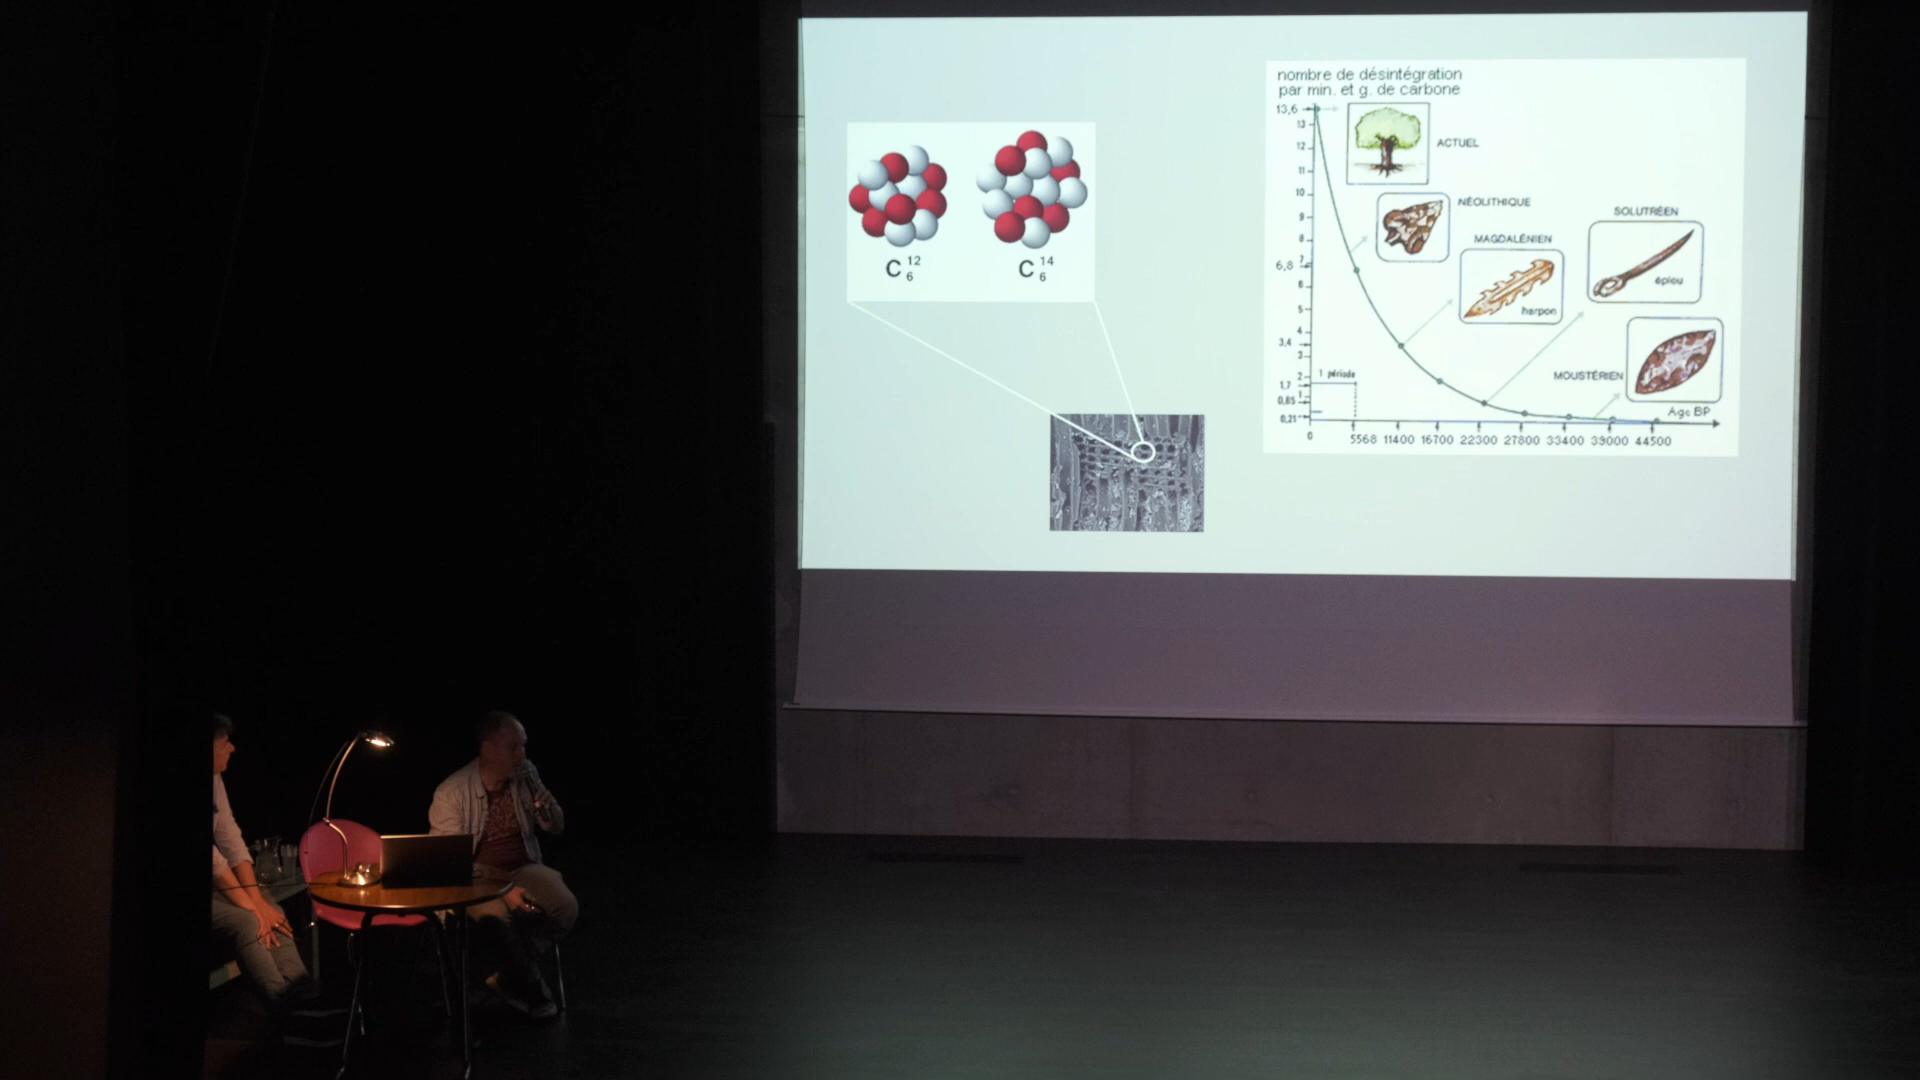 C 12 6
C 14 6
nombre de désintégration
par min. et g. de carbone
13,6
13
12
11
10
9
8
7
6,8
6
5
4
3,4
3
2
1,7
1
0,85
0,21
ACTUEL
NÉOLITHIQUE
MAGDALÉNIEN
harpon
SOLUTRÉEN
épieu
MOUSTÉRIEN
1 période
Age BP
0 5568 11400 16700 22300 27800 33400 39000 44500